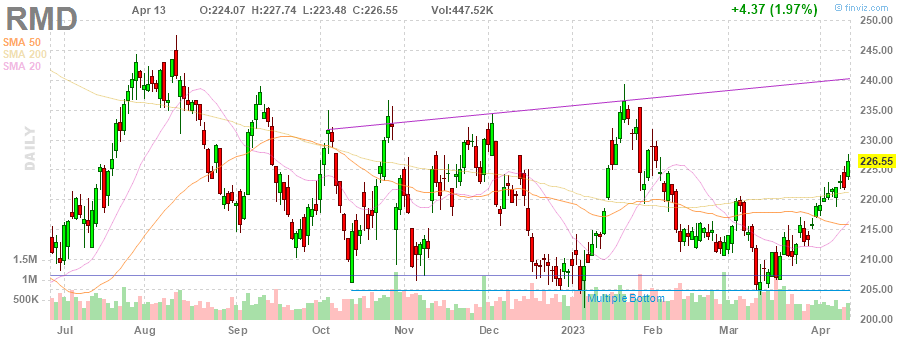 RMD Apr 13 O:224.07 H:227.74 L:223.48 C:226.55 Vol:447.52K +4.37 (1.97%) © finviz.com
SMA 50
SMA 200
SMA 20
DAILY
250.00
245.00
240.00
235.00
230.00
226.55
225.00
220.00
215.00
210.00
205.00
200.00
1.5M
1M
500K
Multiple Bottom
Jul Aug Sep Oct Nov Dec 2023 Feb Mar Apr